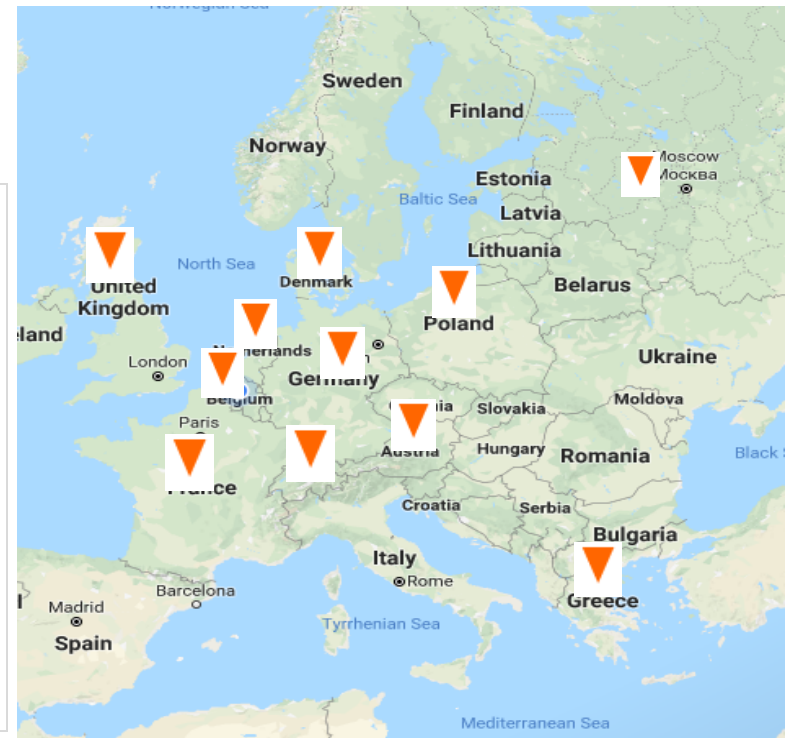 Norwegian Sea
Sweden
Finland
Norway
Moscow
Москва
Estonia
Baltic Sea
Latvia
Lithuania
North Sea
Denmark
United
Kingdom
Belarus
Poland
eland
Netherlands
London
Germany
Ukraine
Belgium
Moldova
Paris
Slovakia
Austria
Hungary
Romania
Black
France
Croatia
Serbia
Bulgaria
Italy
Rome
Barcelona
Greece
Madrid
Spain
Tyrrhenian Sea
Mediterranean Sea